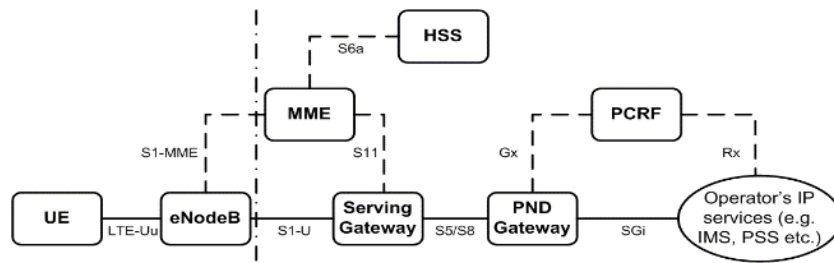 HSS
S6a
MME
PCRF
S1-MME
S11
Gx
Rx
UE
eNodeB
Serving
Gateway
PND
Gateway
Operator's IP
services (e.g.
IMS, PSS etc.)
LTE-Uu
S1-U
S5/S8
SGi